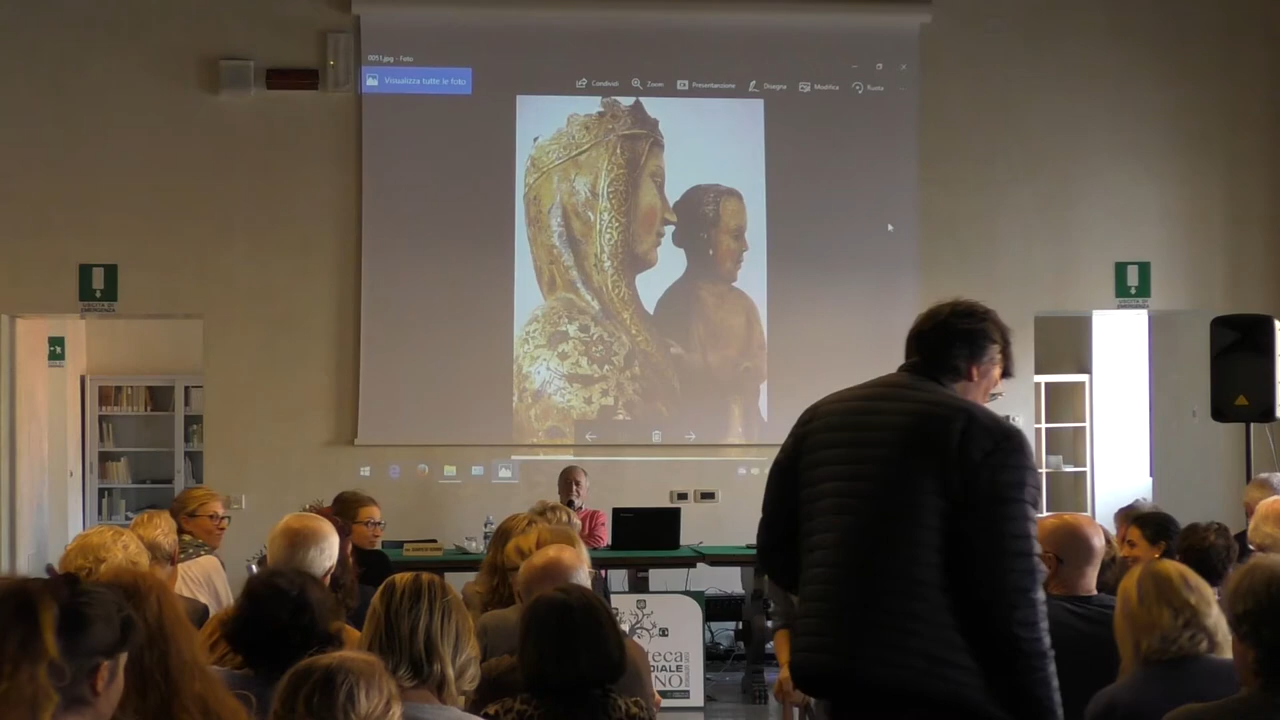 0051.jpg - Foto
Visualizza tutte le foto
Condividi
Zoom
Presentazione
Disegna
Modifica
Ruota
USCITA DI
EMERGENZA
USCITA DI
EMERGENZA
teca
DIALE
NO